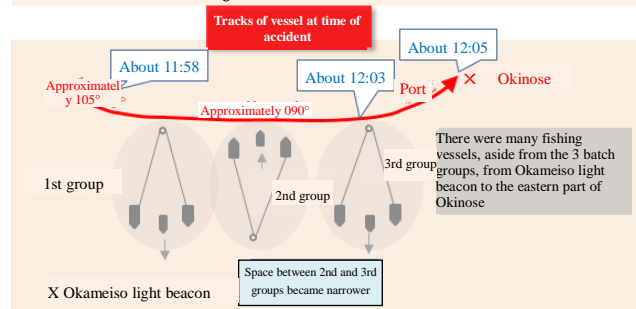 Tracks of vessel at time of
accident
About 12:05
About 11:58
About 12:03
Approximatel
y 105°
Port
× Okinose
Approximately 090°
There were many fishing
vessels, aside from the 3 batch
groups, from Okameiso light
beacon to the eastern part of
Okinose
3rd group
1st group
2nd group
Space between 2nd and 3rd
groups became narrower
X Okameiso light beacon